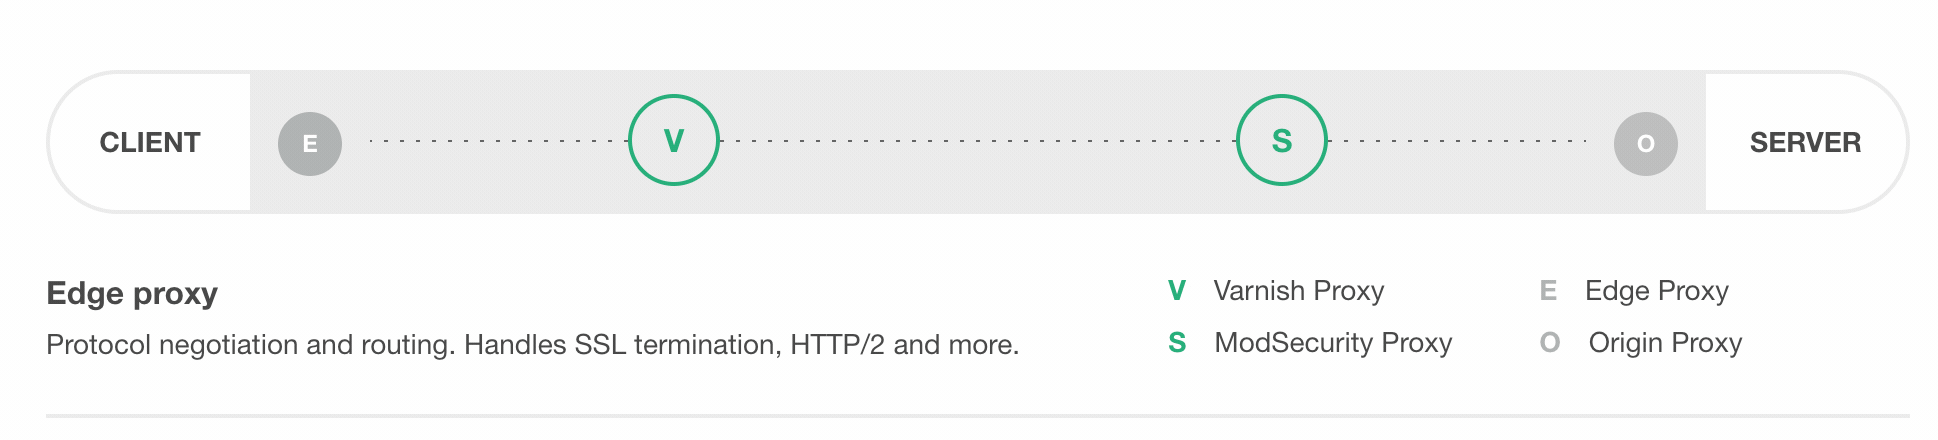 CLIENT E V S O SERVER
Edge proxy
Protocol negotiation and routing. Handles SSL termination, HTTP/2 and more.
V Varnish Proxy E Edge Proxy
S ModSecurity Proxy O Origin Proxy